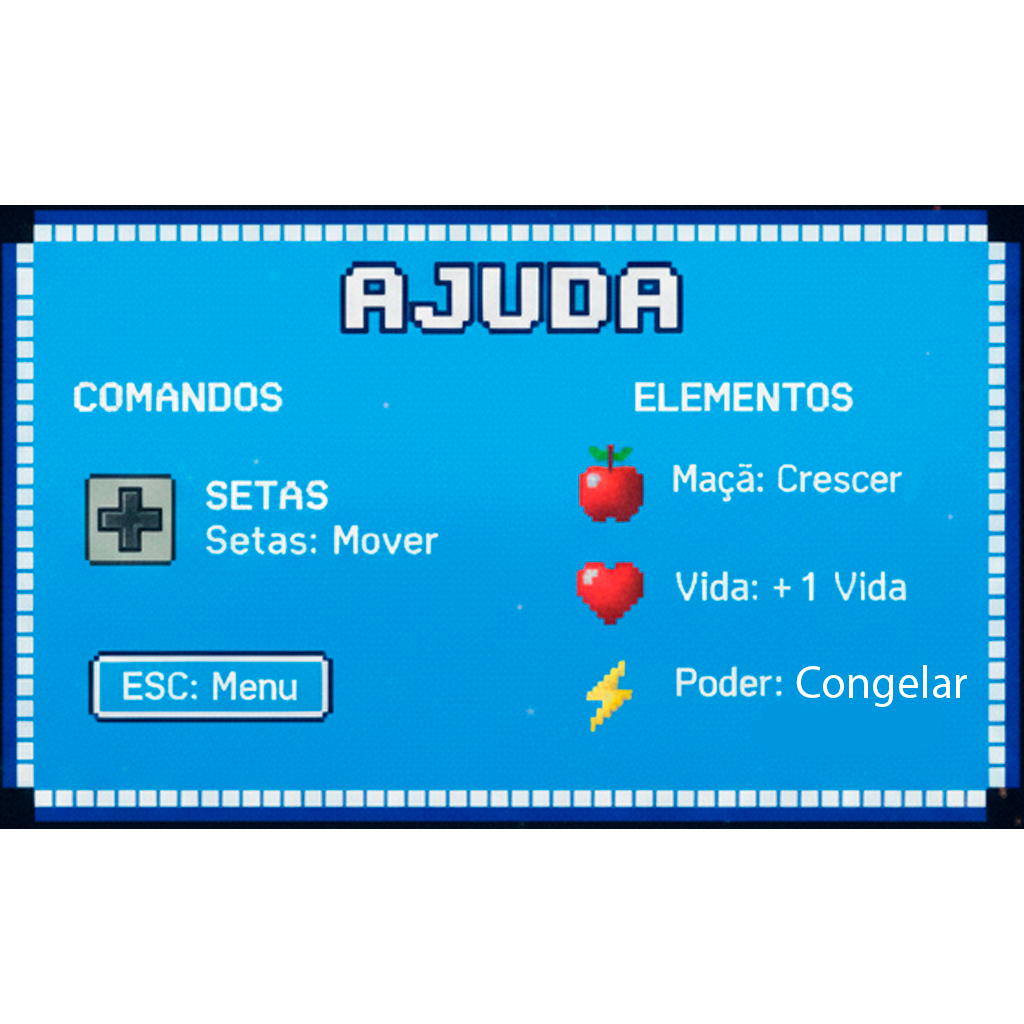 AJUDA
COMANDOS
SETAS
Setas: Mover
ESC: Menu
ELEMENTOS
Maçã: Crescer
Vida: +1 Vida
Poder: Congelar